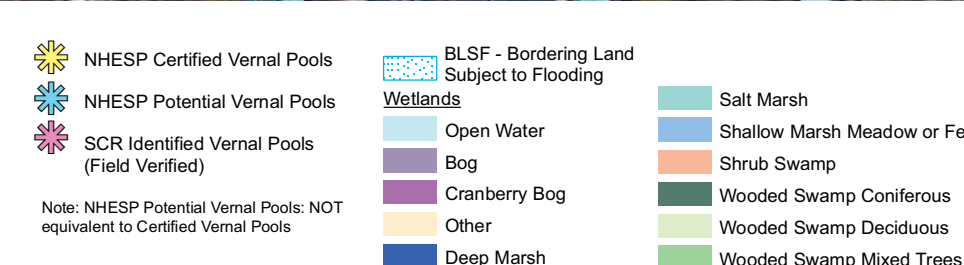 NHESP Certified Vernal Pools
NHESP Potential Vernal Pools
SCR Identified Vernal Pools
(Field Verified)
Note: NHESP Potential Vernal Pools: NOT
equivalent to Certified Vernal Pools
BLSF - Bordering Land
Subject to Flooding
Wetlands
Open Water
Bog
Cranberry Bog
Other
Deep Marsh
Salt Marsh
Shallow Marsh Meadow or Fe
Shrub Swamp
Wooded Swamp Coniferous
Wooded Swamp Deciduous
Wooded Swamp Mixed Trees